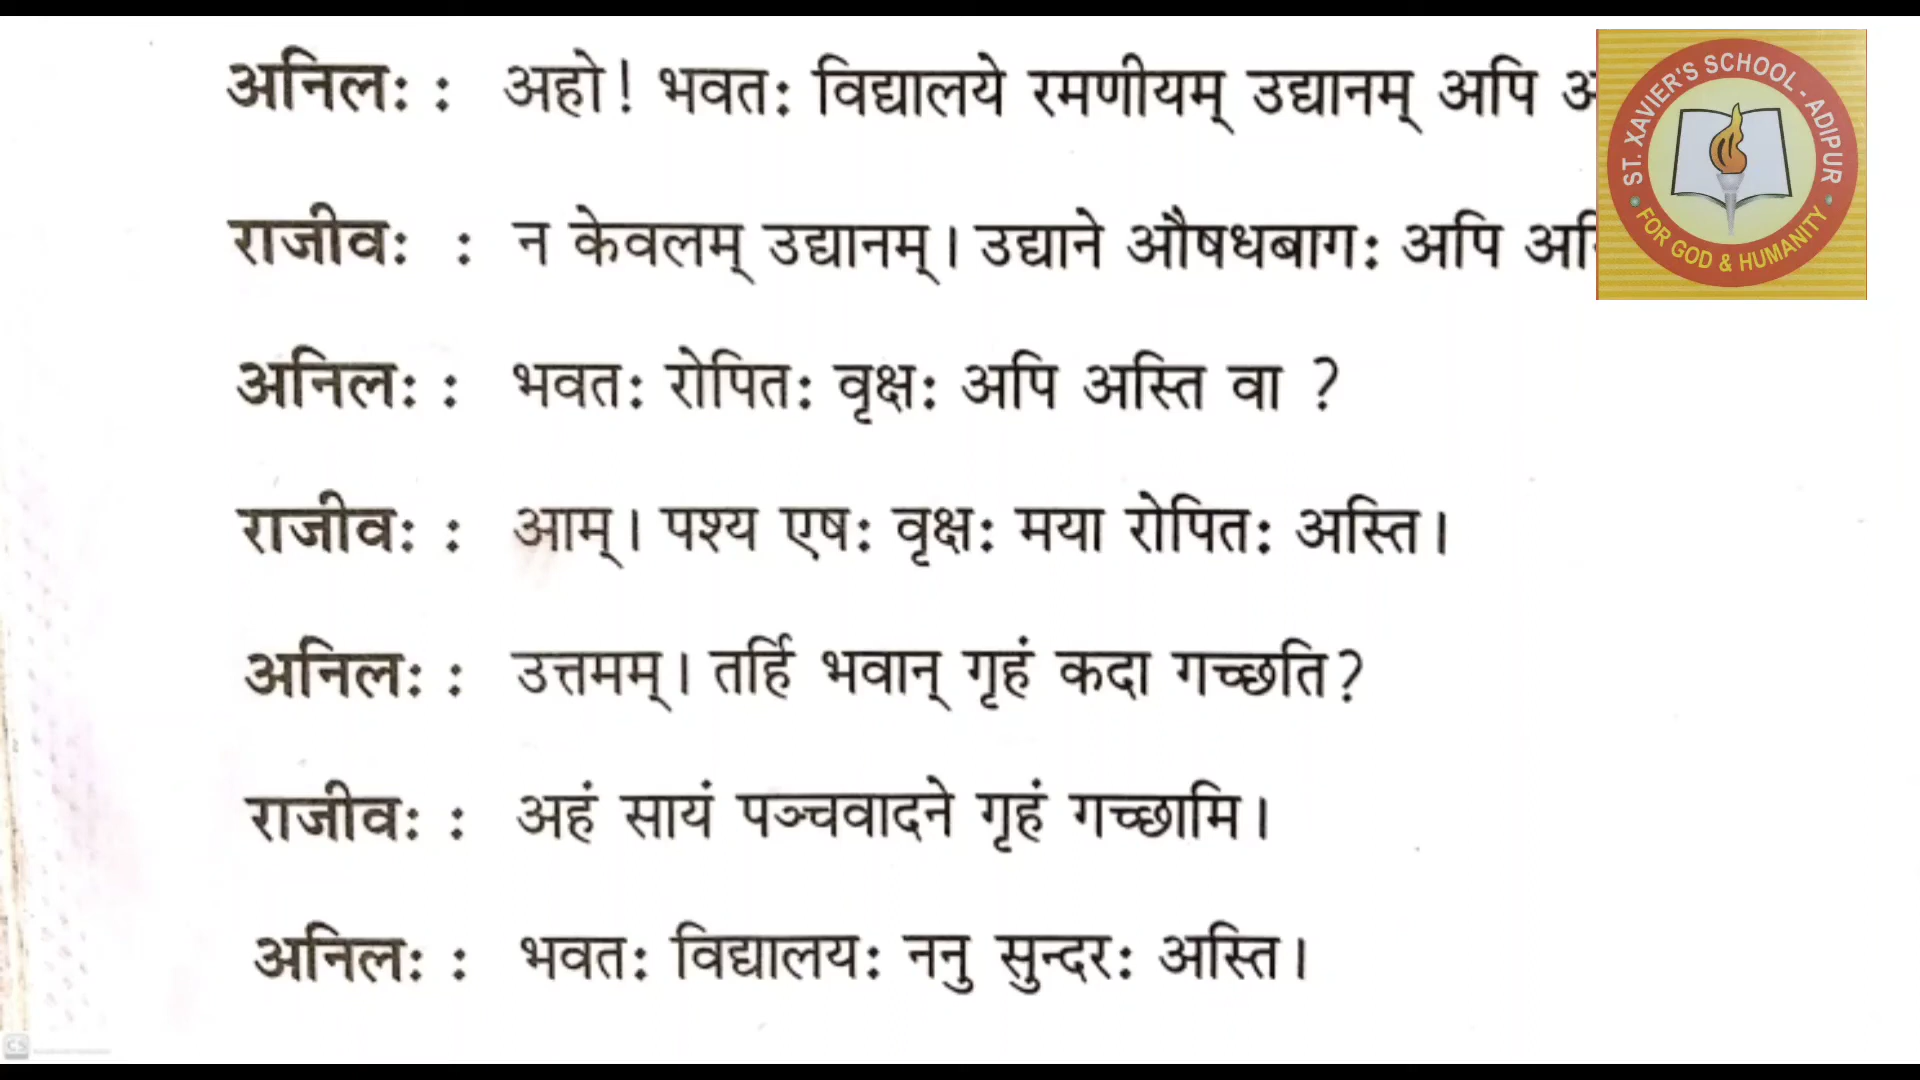 अनिलः : अहो! भवतः विद्यालये रमणीयम् उद्यानम् अपि
राजीवः : न केवलम् उद्यानम्। उद्याने औषधबागः अपि
अनिलः : भवतः रोपितः वृक्षः अपि अस्ति वा ?
राजीवः : आम्। पश्य एषः वृक्षः मया रोपितः अस्ति।
अनिलः : उत्तमम्। तर्हि भवान् गृहं कदा गच्छति?
राजीवः : अहं सायं पञ्चवादने गृहं गच्छामि।
अनिलः : भवतः विद्यालयः ननु सुन्दरः अस्ति।
ST. XAVIER'S SCHOOL - ADIPUR
FOR GOD & HUMANITY
CS